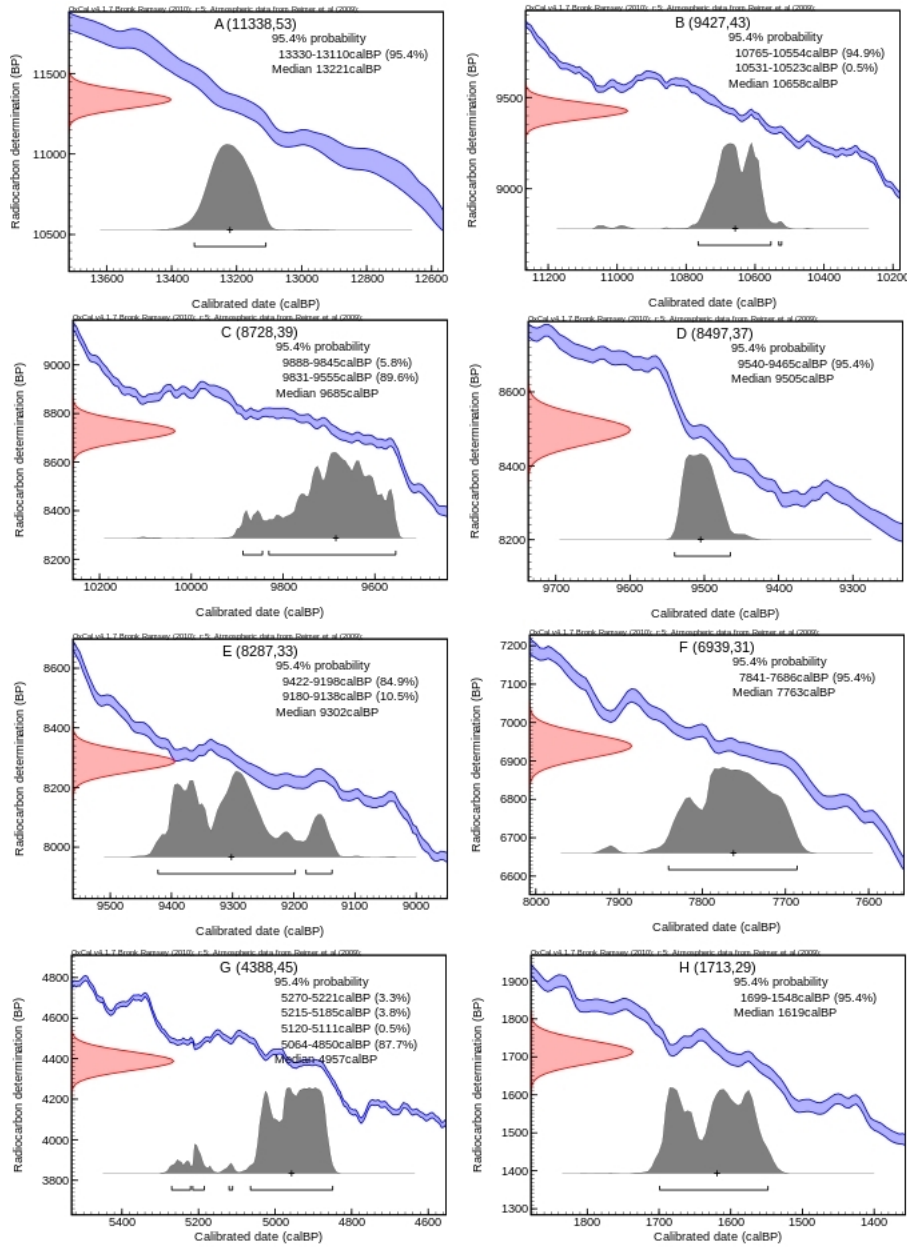 OxCal v4.1.7 Bronk Ramsey (2010); r:5; Atmospheric data from Reimer et al (2009);
A (11338,53)
95.4% probability
13330-13110calBP (95.4%)
Median 13221calBP
Radiocarbon determination (BP)
11500
11000
10500
13600 13400 13200 13000 12800 12600
Calibrated date (calBP)
OxCal v4.1.7 Bronk Ramsey (2010); r:5; Atmospheric data from Reimer et al (2009);
B (9427,43)
95.4% probability
10765-10554calBP (94.9%)
10531-10523calBP (0.5%)
Median 10658calBP
Radiocarbon determination (BP)
9500
9000
11200 11000 10800 10600 10400 10200
Calibrated date (calBP)
OxCal v4.1.7 Bronk Ramsey (2010); r:5; Atmospheric data from Reimer et al (2009);
C (8728,39)
95.4% probability
9888-9845calBP (5.8%)
9831-9555calBP (89.6%)
Median 9685calBP
Radiocarbon determination (BP)
9000
8800
8600
8400
8200
10200 10000 9800 9600
Calibrated date (calBP)
OxCal v4.1.7 Bronk Ramsey (2010); r:5; Atmospheric data from Reimer et al (2009);
D (8497,37)
95.4% probability
9540-9465calBP (95.4%)
Median 9505calBP
Radiocarbon determination (BP)
8600
8400
8200
9700 9600 9500 9400 9300
Calibrated date (calBP)
OxCal v4.1.7 Bronk Ramsey (2010); r:5; Atmospheric data from Reimer et al (2009);
E (8287,33)
95.4% probability
9422-9198calBP (84.9%)
9180-9138calBP (10.5%)
Median 9302calBP
Radiocarbon determination (BP)
8600
8400
8200
8000
9500 9400 9300 9200 9100 9000
Calibrated date (calBP)
OxCal v4.1.7 Bronk Ramsey (2010); r:5; Atmospheric data from Reimer et al (2009);
F (6939,31)
95.4% probability
7841-7686calBP (95.4%)
Median 7763calBP
Radiocarbon determination (BP)
7200
7100
7000
6900
6800
6700
6600
8000 7900 7800 7700 7600
Calibrated date (calBP)
OxCal v4.1.7 Bronk Ramsey (2010); r:5; Atmospheric data from Reimer et al (2009);
G (4388,45)
95.4% probability
5270-5221calBP (3.3%)
5215-5185calBP (3.8%)
5120-5111calBP (0.5%)
5064-4850calBP (87.7%)
Median 4957calBP
Radiocarbon determination (BP)
4800
4600
4400
4200
4000
3800
5400 5200 5000 4800 4600
Calibrated date (calBP)
OxCal v4.1.7 Bronk Ramsey (2010); r:5; Atmospheric data from Reimer et al (2009);
H (1713,29)
95.4% probability
1699-1548calBP (95.4%)
Median 1619calBP
Radiocarbon determination (BP)
1900
1800
1700
1600
1500
1400
1300
1800 1700 1600 1500 1400
Calibrated date (calBP)